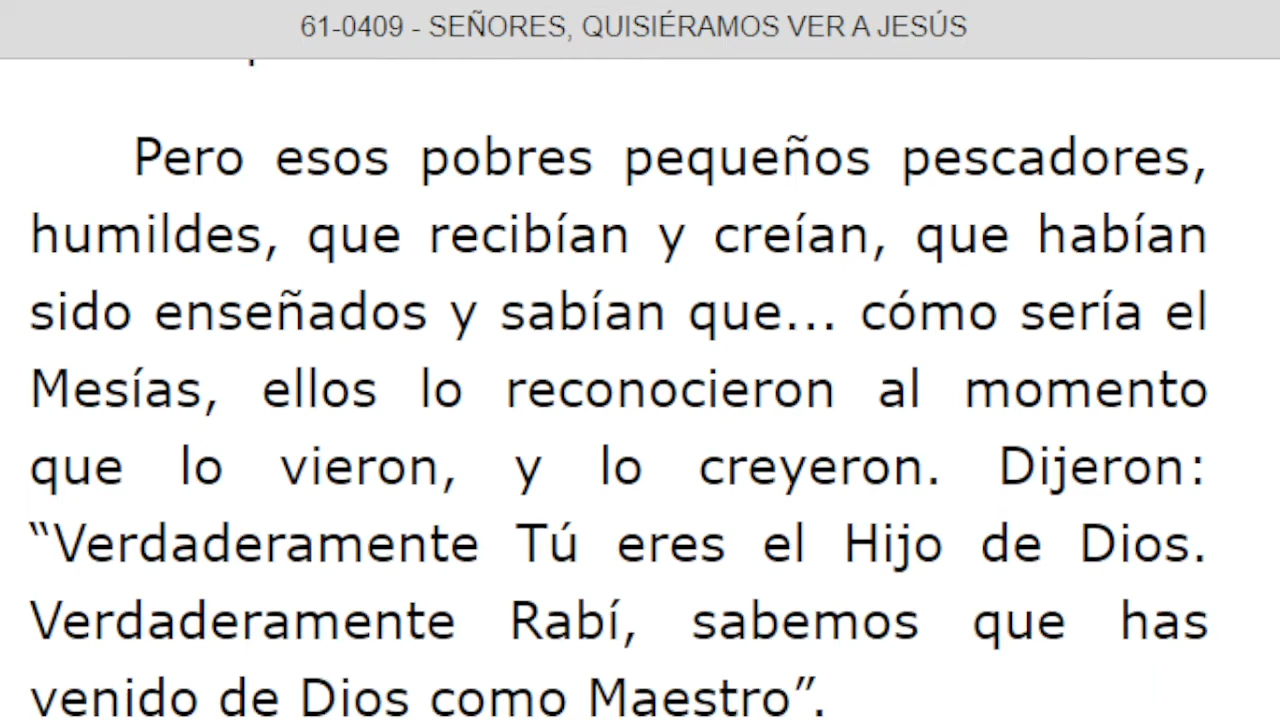 61-0409 - SEÑORES, QUISIÉRAMOS VER A JESÚS
Pero esos pobres pequeños pescadores,
humildes, que recibían y creían, que habían
sido enseñados y sabían que... cómo sería el
Mesías, ellos lo reconocieron al momento
que lo vieron, y lo creyeron. Dijeron:
“Verdaderamente Tú eres el Hijo de Dios.
Verdaderamente Rabí, sabemos que has
venido de Dios como Maestro”.